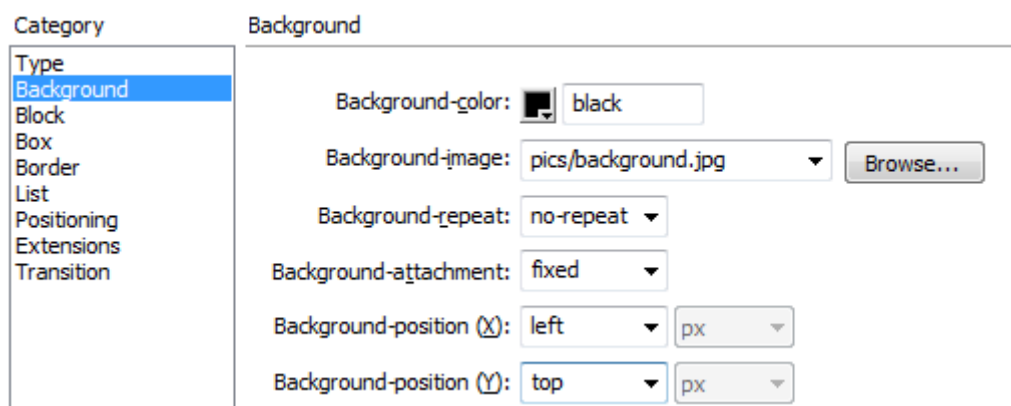 Category
Type
Background
Block
Box
Border
List
Positioning
Extensions
Transition
Background
Background-color: black
Background-image: pics/background.jpg Browse...
Background-repeat: no-repeat
Background-attachment: fixed
Background-position (X): left px
Background-position (Y): top px